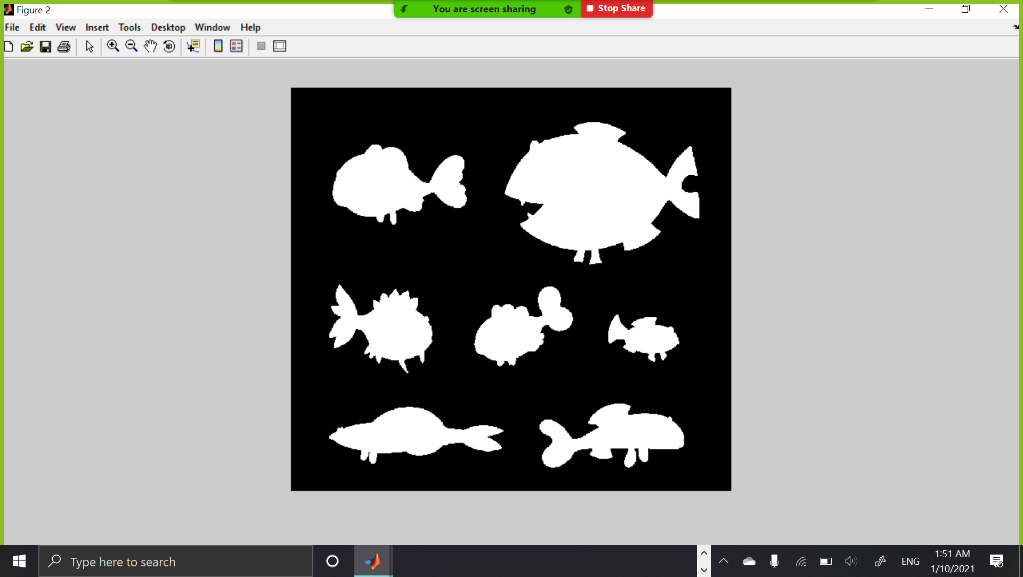 You are screen sharing Stop Share
Figure 2
File Edit View Insert Tools Desktop Window Help
Type here to search
ENG
1:51 AM
1/10/2021